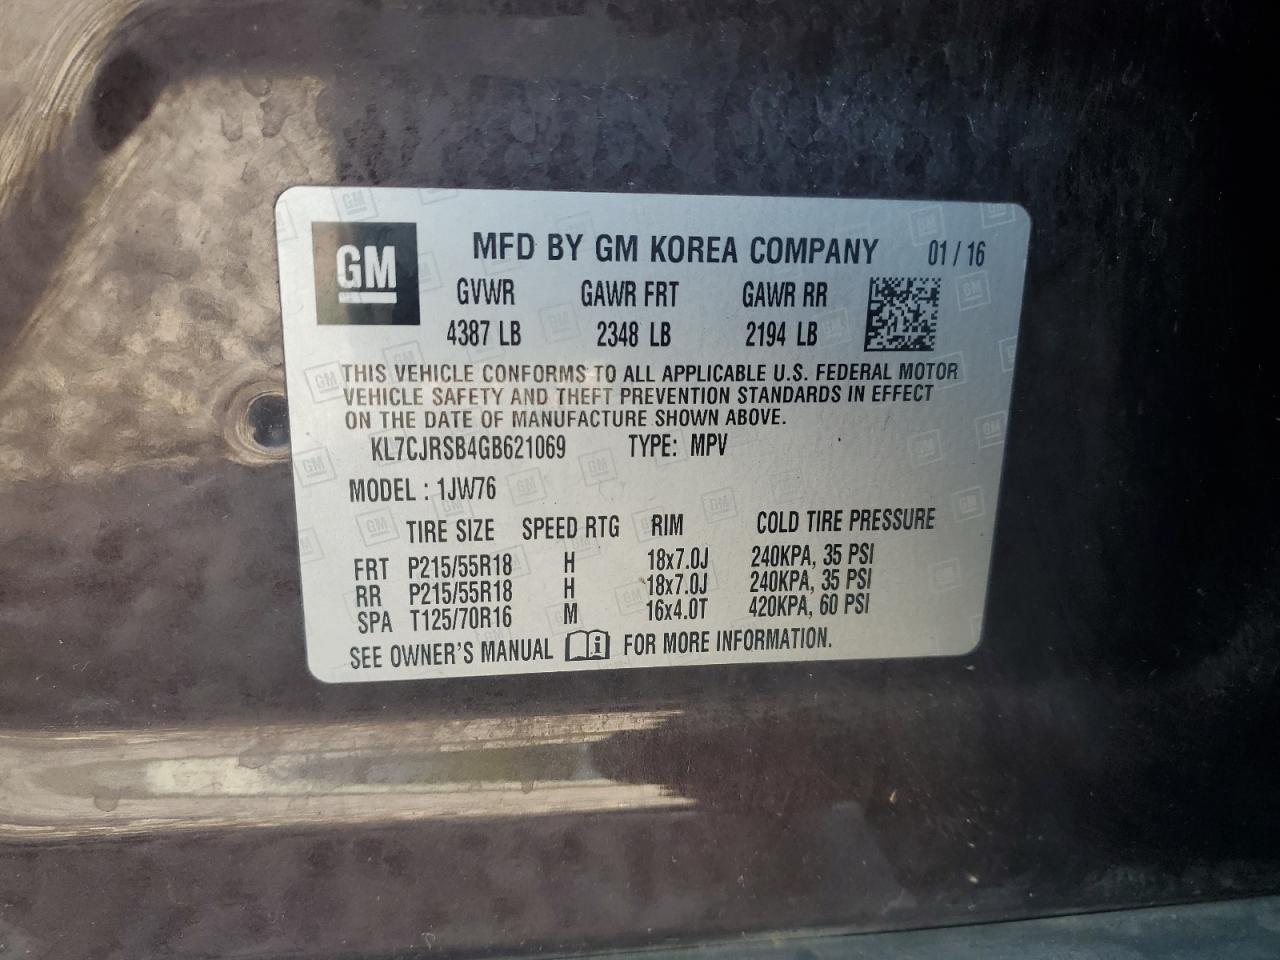 GM
MFD BY GM KOREA COMPANY 01 / 16
GVWR GAWR FRT GAWR RR
4387 LB 2348 LB 2194 LB
THIS VEHICLE CONFORMS TO ALL APPLICABLE U.S. FEDERAL MOTOR
VEHICLE SAFETY AND THEFT PREVENTION STANDARDS IN EFFECT
ON THE DATE OF MANUFACTURE SHOWN ABOVE.
KL7CJRSB4GB621069 TYPE: MPV
MODEL : 1JW76
TIRE SIZE SPEED RTG RIM COLD TIRE PRESSURE
FRT P215/55R18 H 18x7.0J 240KPA, 35 PSI
RR P215/55R18 H 18x7.0J 240KPA, 35 PSI
SPA T125/70R16 M 16x4.0T 420KPA, 60 PSI
SEE OWNER'S MANUAL i FOR MORE INFORMATION.